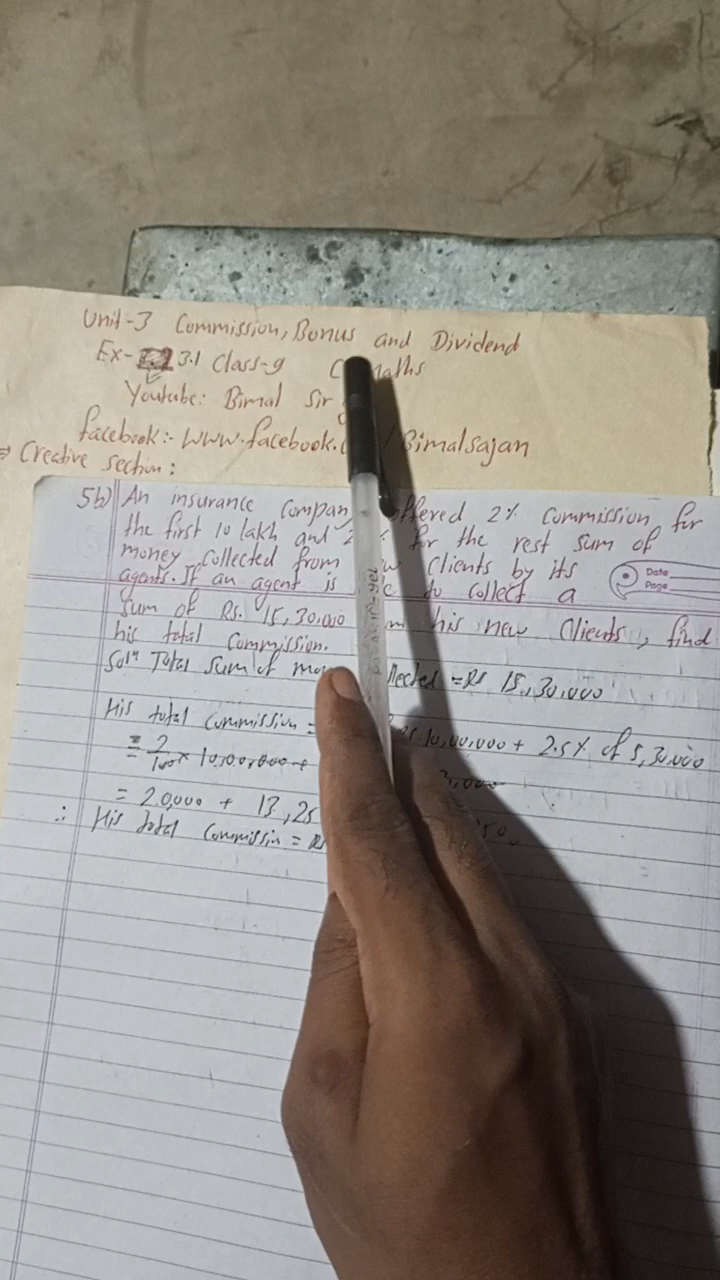 Unit-3 Commission, Bonus and Dividend
Ex- 3.1 Class-9 maths
Youtube: Bimal Sir
facebook:- www.facebook. /Bimalsajan
⇒ Creative section:
5b) An insurance Compan offered 2% Commission for
the first 10 lakh and for the rest sum of
money collected from clients by its
agents. If an agent is to collect a
Date
Page
sum of Rs. 15,30,000 his new Clients, find
his total Commission.
Solⁿ Total sum of = Rs 15,30,000
His total commission = 10,00,000 + 2.5% of 5,30,000
= 2/100 × 10,00,000 +
= 20,000 + 13,25
∴ His total Commissin = Rs